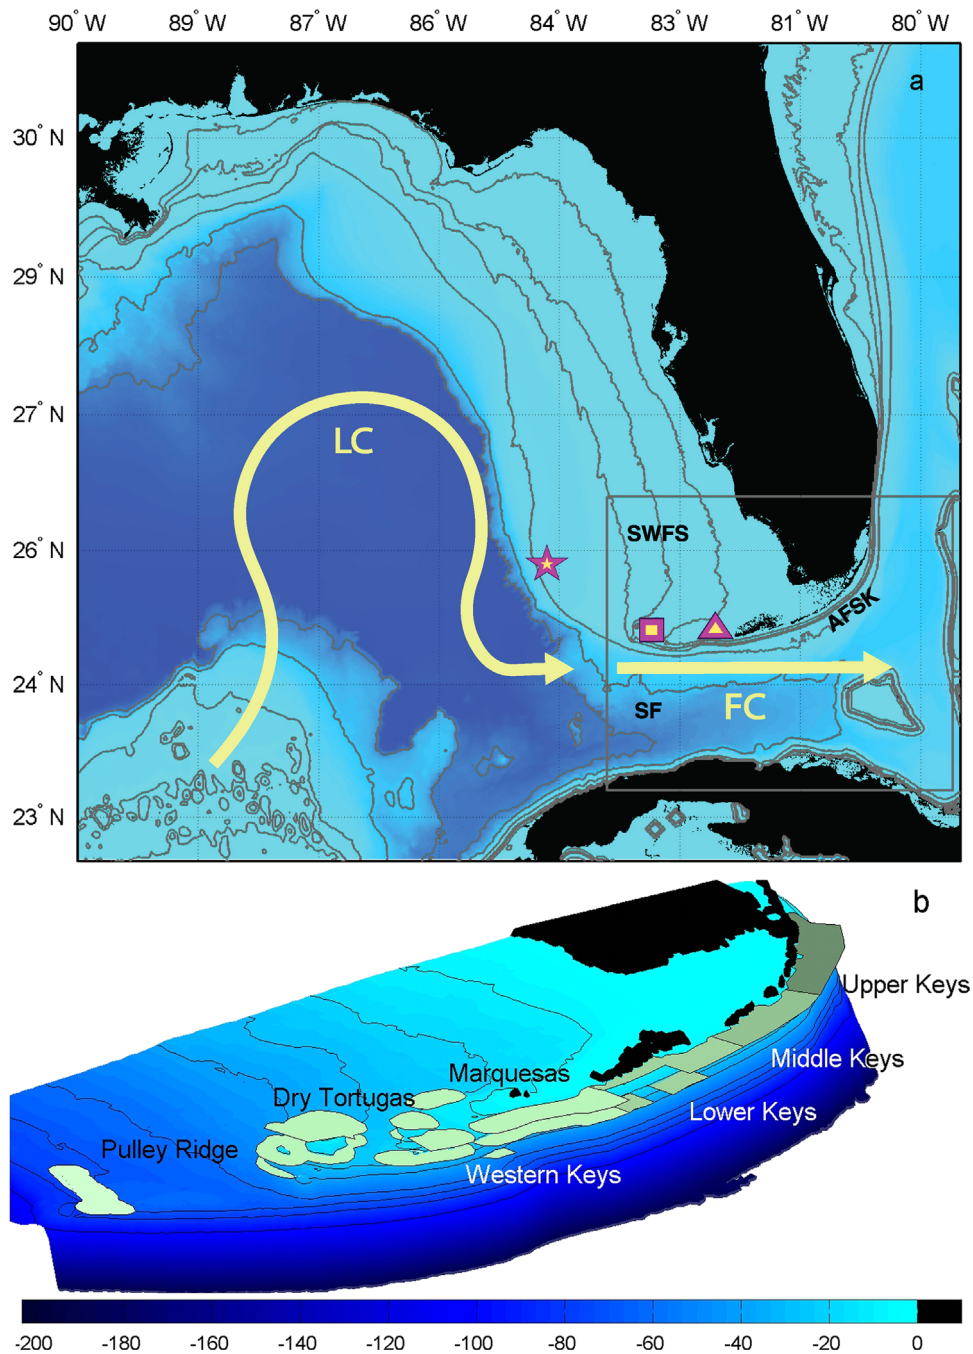 90° W 89° W 87° W 86° W 84° W 83° W 81° W 80° W
a
30° N
29° N
27° N
LC
26° N
SWFS
AFSK
24° N
SF
FC
23° N
b
Upper Keys
Middle Keys
Marquesas
Dry Tortugas
Lower Keys
Pulley Ridge
Western Keys
-200 -180 -160 -140 -120 -100 -80 -60 -40 -20 0